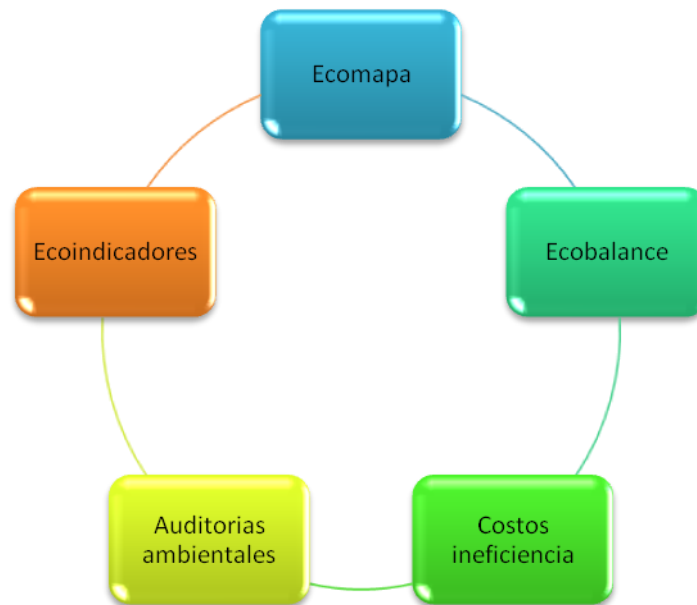 Ecomapa
Ecobalance
Costos
ineficiencia
Auditorias
ambientales
Ecoindicadores